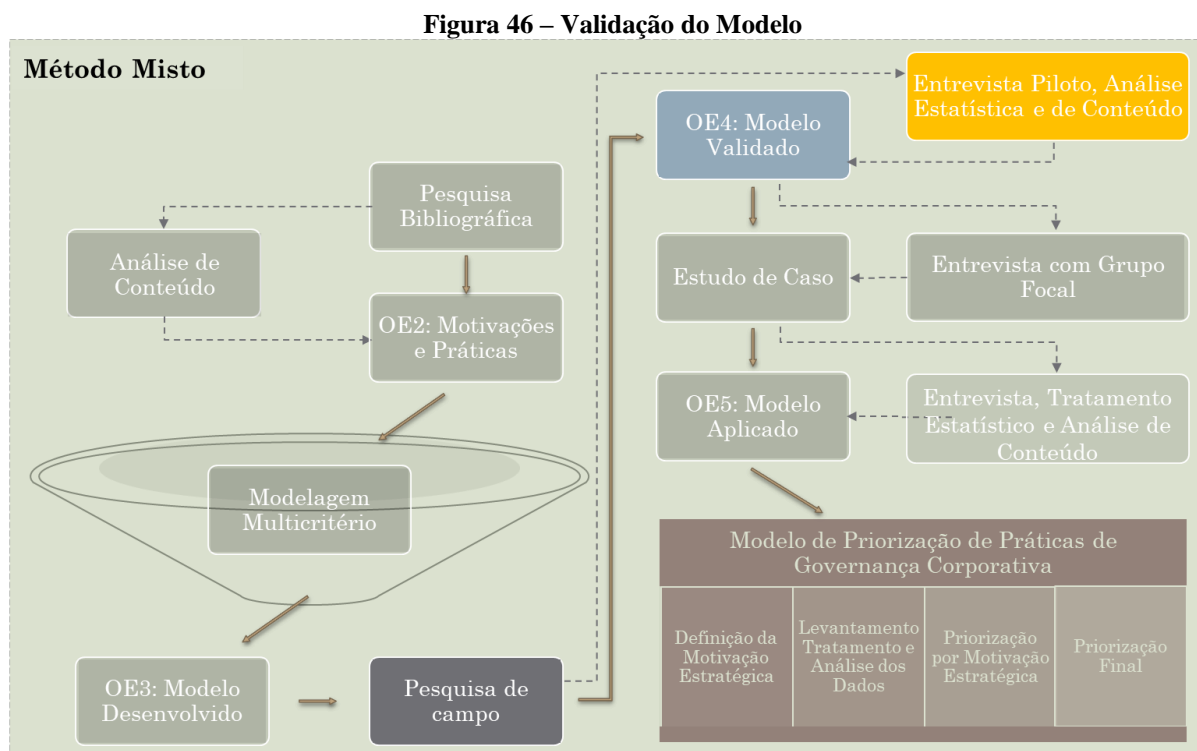 Figura 46 – Validação do Modelo
Método Misto
Pesquisa
Bibliográfica
Análise de
Conteúdo
OE2: Motivações
e Práticas
Modelagem
Multicritério
OE3: Modelo
Desenvolvido
Pesquisa de
campo
Entrevista Piloto, Análise
Estatística e de Conteúdo
OE4: Modelo
Validado
Estudo de Caso
Entrevista com Grupo
Focal
OE5: Modelo
Aplicado
Entrevista, Tratamento
Estatístico e Análise de
Conteúdo
Modelo de Priorização de Práticas de
Governança Corporativa
Definição da
Motivação
Estratégica
Levantamento
Tratamento e
Análise dos
Dados
Priorização
por Motivação
Estratégica
Priorização
Final